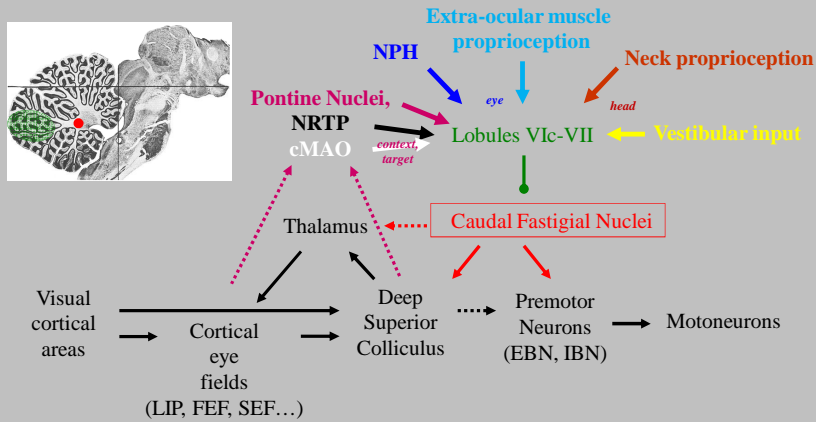 Extra-ocular muscle
proprioception
NPH
Neck proprioception
eye
head
Pontine Nuclei,
NRTP
cMAO
context,
target
Lobules VIc-VII
Vestibular input
Thalamus
Caudal Fastigial Nuclei
Visual
cortical
areas
Cortical
eye
fields
(LIP, FEF, SEF…)
Deep
Superior
Colliculus
Premotor
Neurons
(EBN, IBN)
Motoneurons